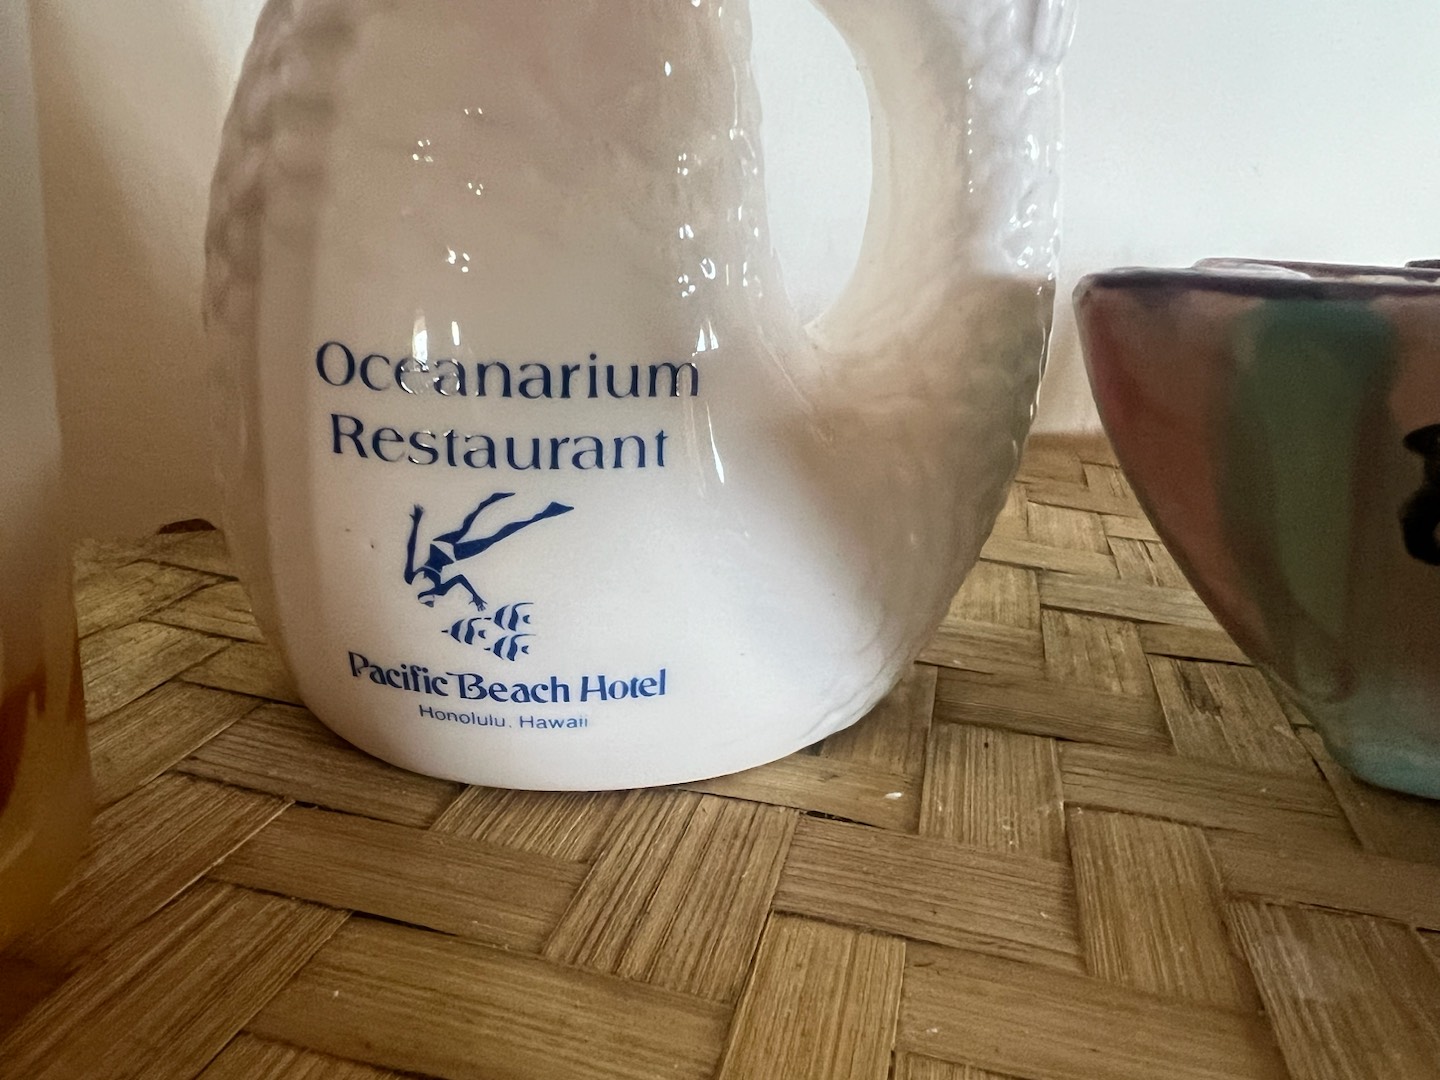 Oceanarium
Restaurant
Pacific Beach Hotel
Honolulu, Hawaii